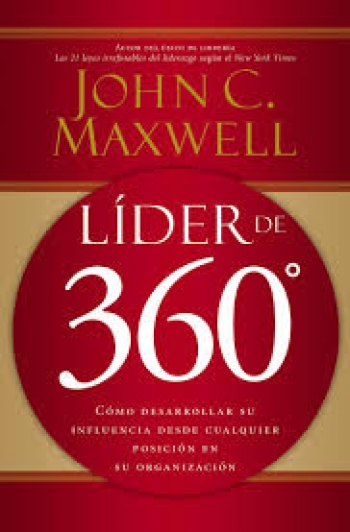 Autor del éxito de librería
Las 21 leyes irrefutables del liderazgo según el New York Times
John C.
Maxwell
Líder de
360°
Cómo desarrollar su
influencia desde cualquier
posición en
su organización